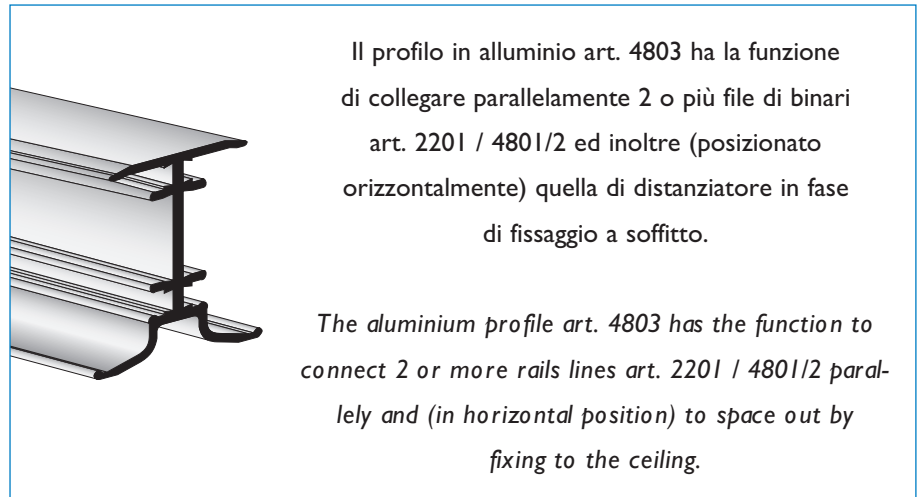 Il profilo in alluminio art. 4803 ha la funzione
di collegare parallelamente 2 o più file di binari
art. 2201 / 4801/2 ed inoltre (posizionato
orizzontalmente) quella di distanziatore in fase
di fissaggio a soffitto.
The aluminium profile art. 4803 has the function to
connect 2 or more rails lines art. 2201 / 4801/2 paral-
lely and (in horizontal position) to space out by
fixing to the ceiling.